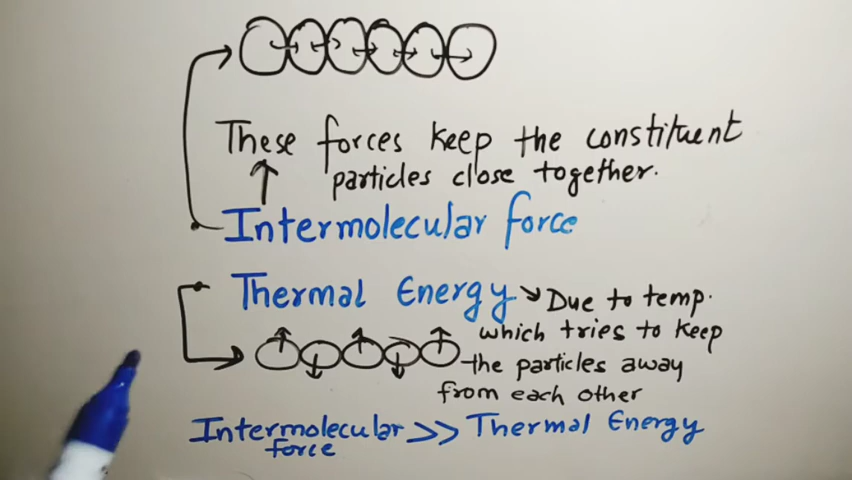 These forces keep the constituent
particles close together.
Intermolecular force
Thermal Energy Due to temp.
which tries to keep
the particles away
from each other
Intermolecular >> Thermal Energy
force